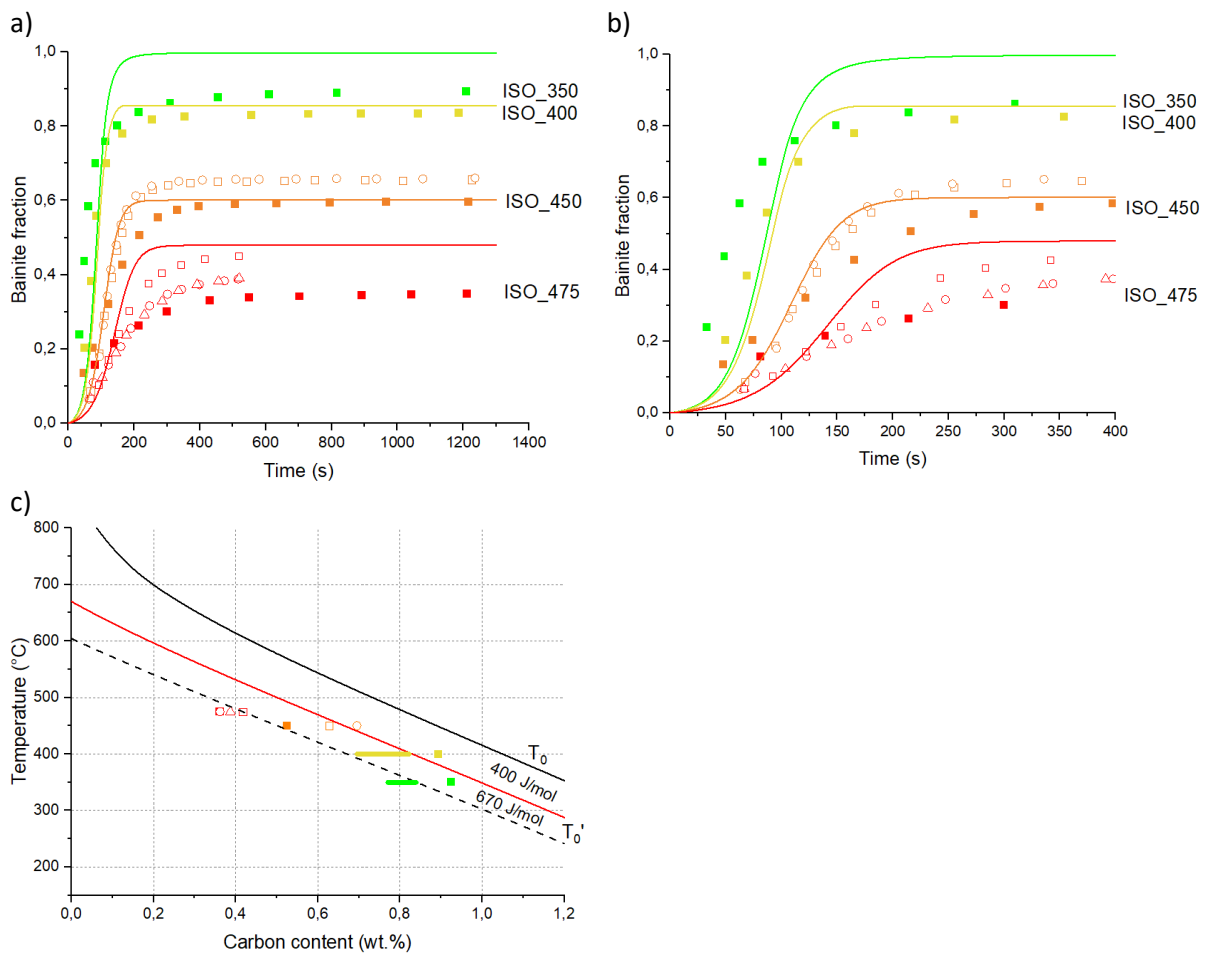 a)
1,0
0,8
0,6
0,4
0,2
0,0
0 200 400 600 800 1000 1200 1400
Bainite fraction
Time (s)
ISO_350
ISO_400
ISO_450
ISO_475
b)
1,0
0,8
0,6
0,4
0,2
0,0
0 50 100 150 200 250 300 350 400
Bainite fraction
Time (s)
ISO_350
ISO_400
ISO_450
ISO_475
c)
800
700
600
500
400
300
200
0,0 0,2 0,4 0,6 0,8 1,0 1,2
Temperature (°C)
Carbon content (wt.%)
T0
400 J/mol
670 J/mol
T0'